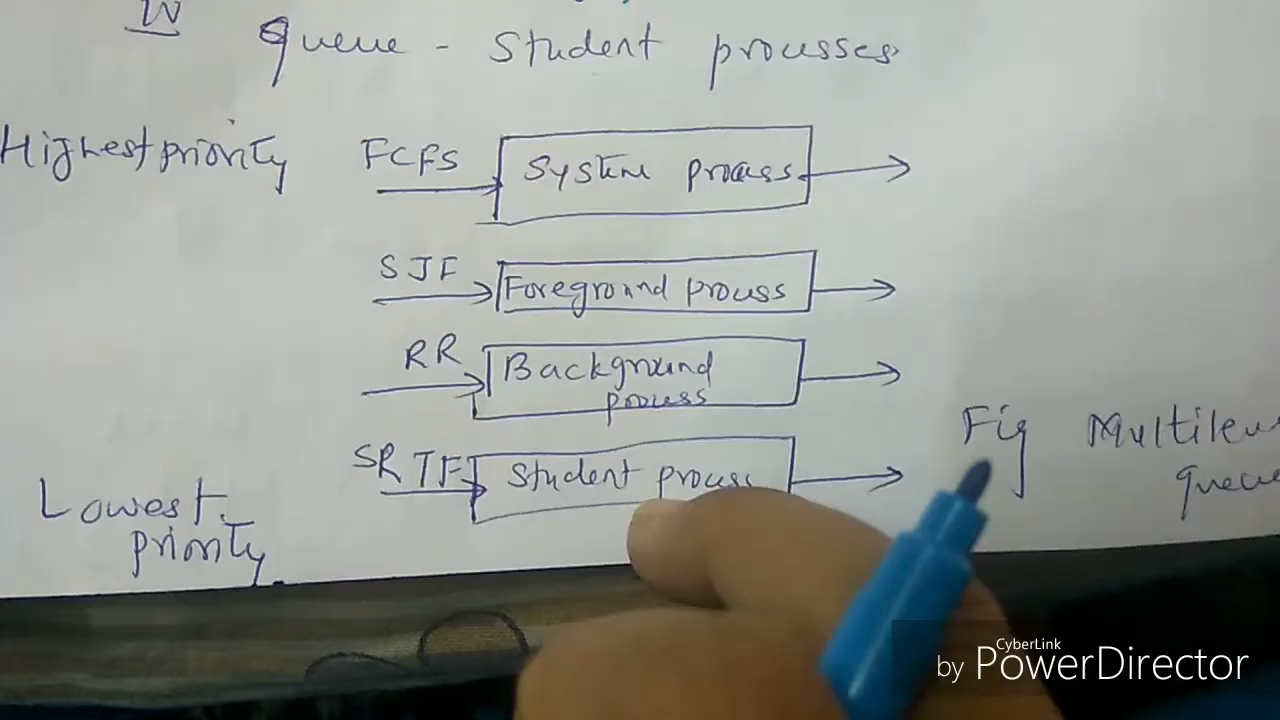 IV Queue - Student processes
Highest priority FCFS System process
SJF Foreground process
RR Background
process
SRTF Student process
Lowest
priority
Fig Multileve
queue
CyberLink
by PowerDirector